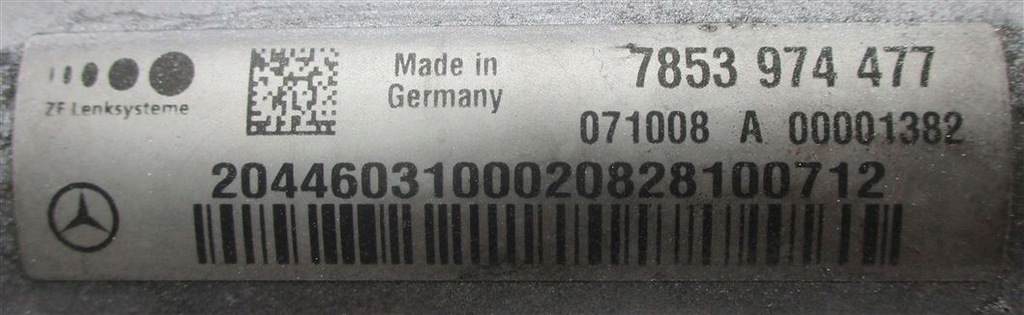 ZF Lenksysteme
Made in
Germany
7853 974 477
071008 A 00001382
2044603100020828100712